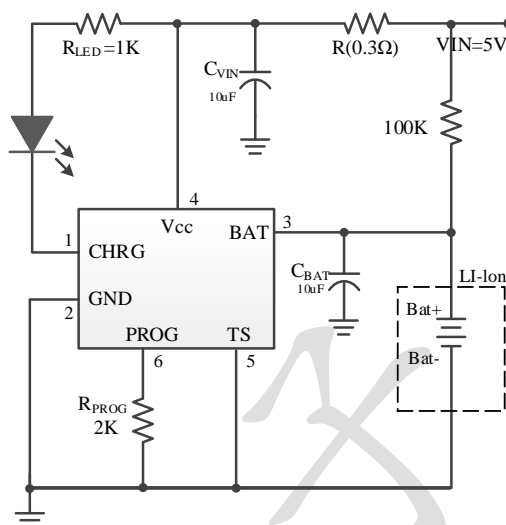 RLED=1K
R(0.3Ω)
VIN=5V
CVIN
10uF
100K
4
Vcc
BAT
3
1
CHRG
CBAT
10uF
LI-lon
GND
2
Bat+
PROG
TS
Bat-
6
5
RPROG
2K